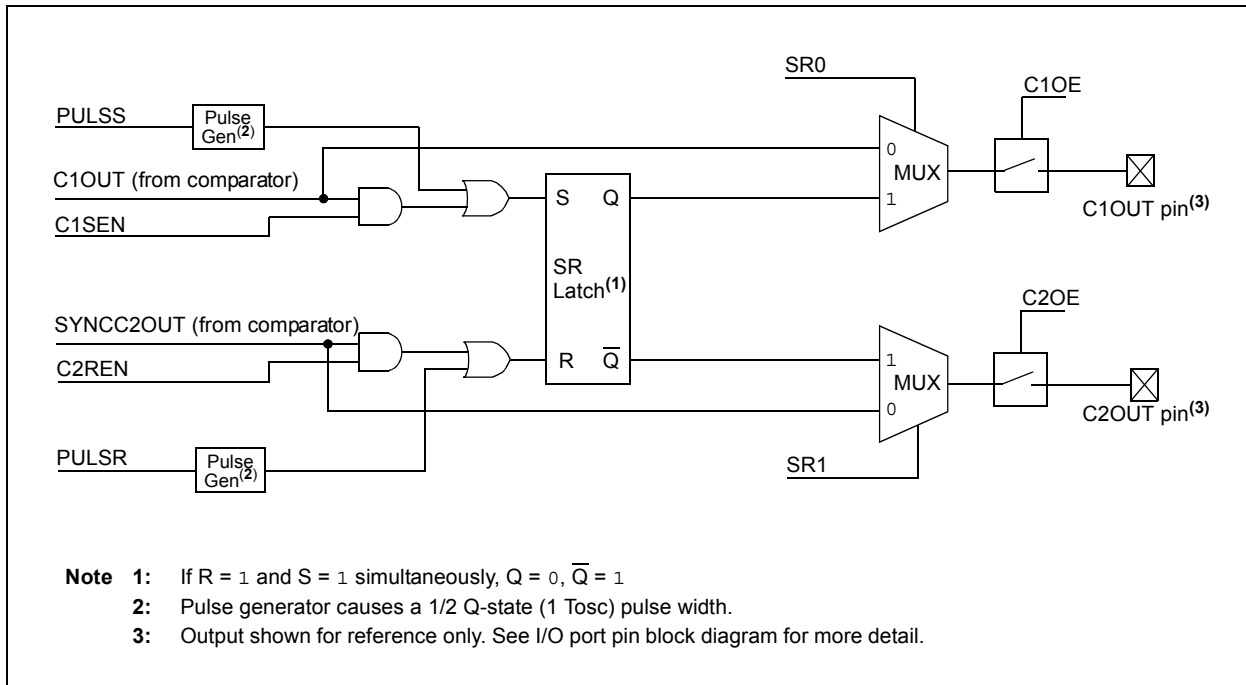 SR0
C1OE
PULSS
Pulse
Gen(2)
C1OUT (from comparator)
C1SEN
0
MUX
1
C1OUT pin(3)
S Q
SR
Latch(1)
R Q̅
SYNCC2OUT (from comparator)
C2REN
C2OE
1
MUX
0
C2OUT pin(3)
PULSR
Pulse
Gen(2)
SR1
Note 1: If R = 1 and S = 1 simultaneously, Q = 0, Q̅ = 1
2: Pulse generator causes a 1/2 Q-state (1 Tosc) pulse width.
3: Output shown for reference only. See I/O port pin block diagram for more detail.